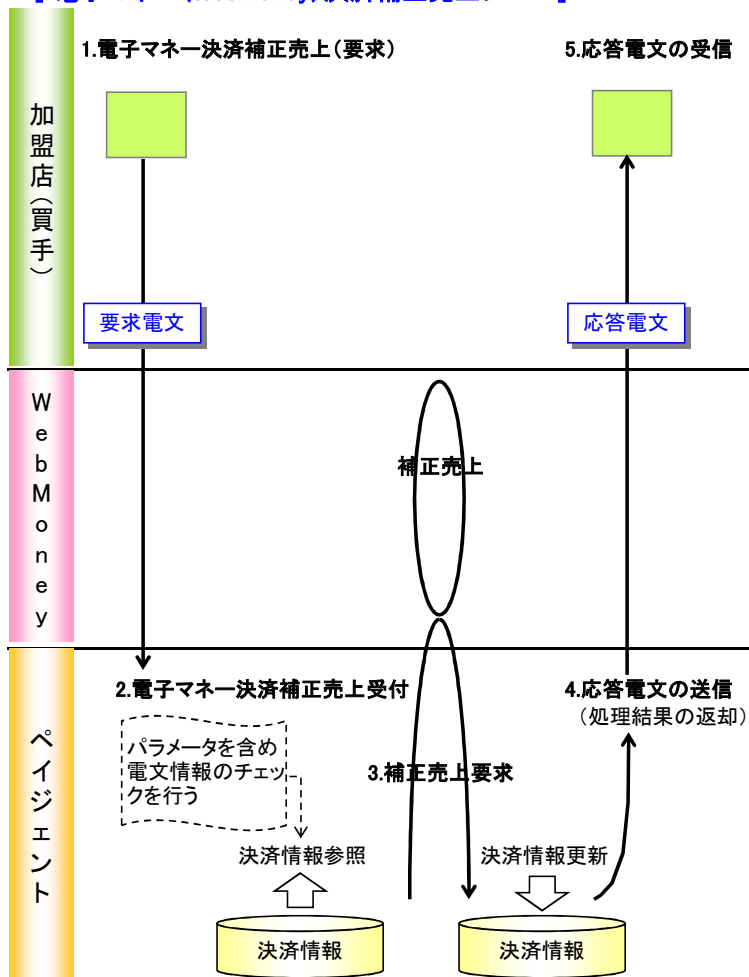 1.電子マネー決済補正売上(要求)
5.応答電文の受信
加盟店(買手)
要求電文
応答電文
WebMoney
補正売上
ペイジェント
2.電子マネー決済補正売上受付
4.応答電文の送信
(処理結果の返却)
パラメータを含め
電文情報のチェッ
クを行う
3.補正売上要求
決済情報参照
決済情報更新
決済情報
決済情報